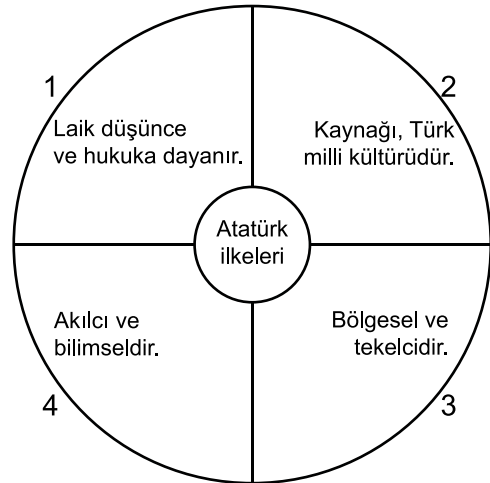 1
Laik düşünce
ve hukuka dayanır.
2
Kaynağı, Türk
milli kültürüdür.
Atatürk
ilkeleri
Akılcı ve
bilimseldir.
4
Bölgesel ve
tekelcidir.
3